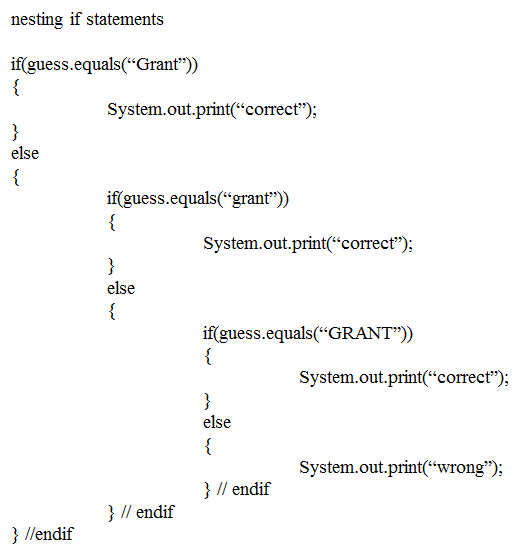 nesting if statements
if(guess.equals(“Grant”))
{
System.out.print(“correct”);
}
else
{
if(guess.equals(“grant”))
{
System.out.print(“correct”);
}
else
{
if(guess.equals(“GRANT”))
{
System.out.print(“correct”);
}
else
{
System.out.print(“wrong”);
} // endif
} // endif
} //endif